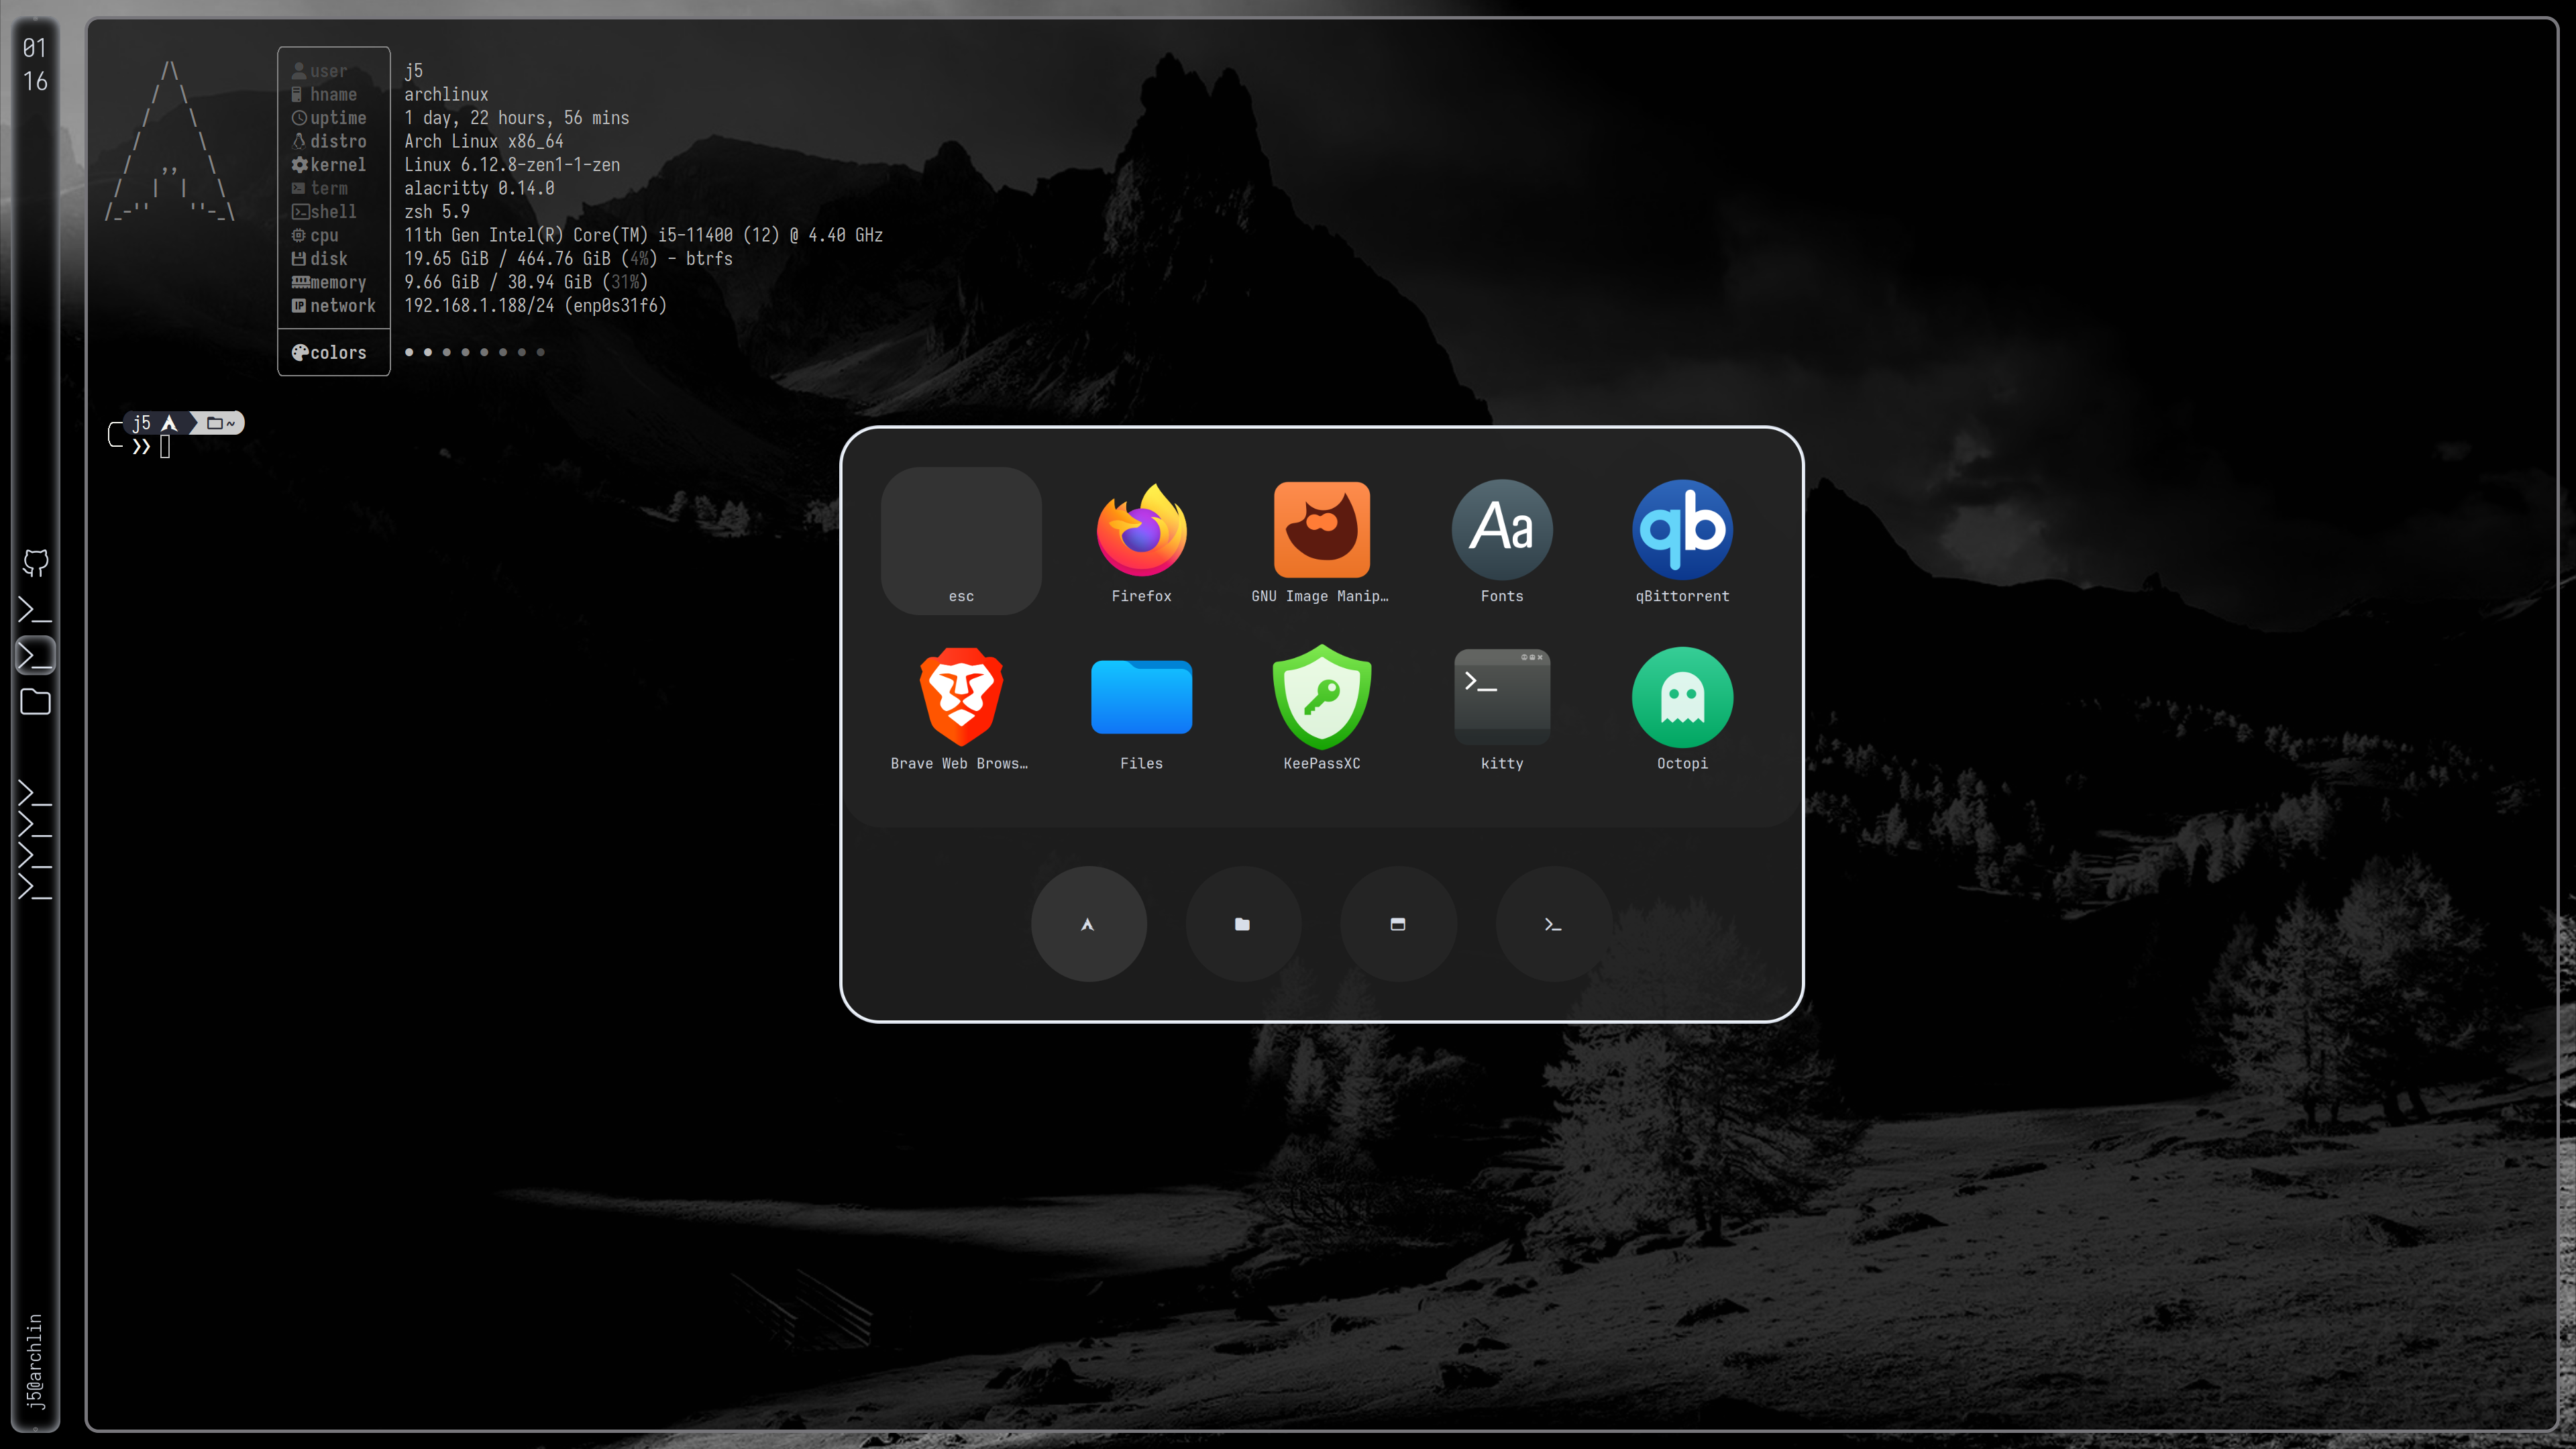 01
16
user j5
hname archlinux
uptime 1 day, 22 hours, 56 mins
distro Arch Linux x86_64
kernel Linux 6.12.8-zen1-1-zen
term alacritty 0.14.0
shell zsh 5.9
cpu 11th Gen Intel(R) Core(TM) i5-11400 (12) @ 4.40 GHz
disk 19.65 GiB / 464.76 GiB (4%) - btrfs
memory 9.66 GiB / 30.94 GiB (31%)
IP network 192.168.1.188/24 (enp0s31f6)
colors
j5 ~
Aa
qb
esc Firefox GNU Image Manip… Fonts qBittorrent
Brave Web Brows… Files KeePassXC kitty Octopi
j5@archlin